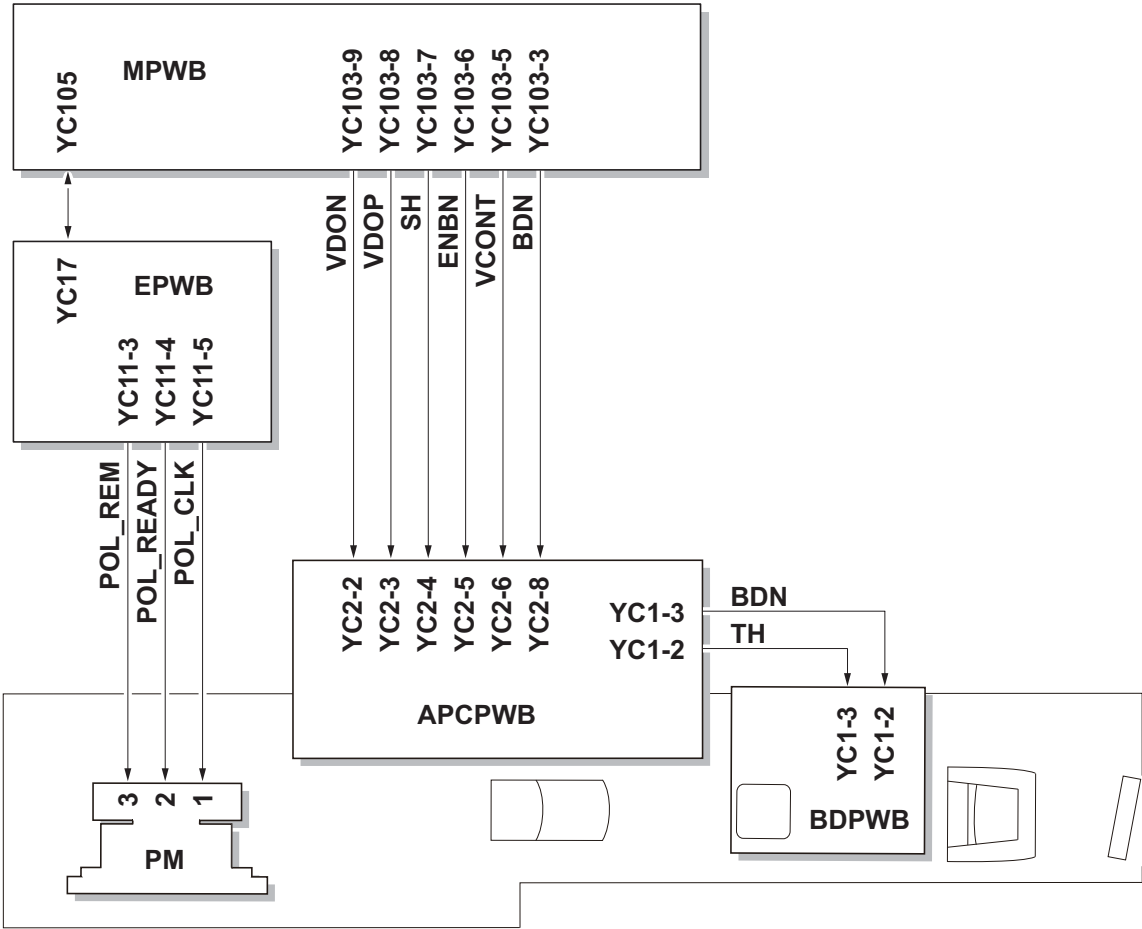 MPWB
YC105
YC103-9
YC103-8
YC103-7
YC103-6
YC103-5
YC103-3
VDON
VDOP
SH
ENBN
VCONT
BDN
YC17
EPWB
YC11-3
YC11-4
YC11-5
POL_REM
POL_READY
POL_CLK
YC2-2
YC2-3
YC2-4
YC2-5
YC2-6
YC2-8
YC1-3
YC1-2
BDN
TH
APCPWB
YC1-3
YC1-2
BDPWB
3
2
1
PM